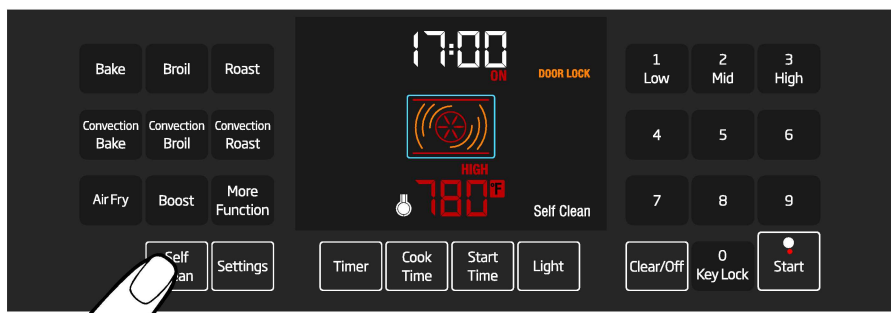 Bake
Broil
Roast
Convection
Bake
Convection
Broil
Convection
Roast
Air Fry
Boost
More
Function
Self
Settings
17:00
ON
DOOR LOCK
HIGH
780°F
Self Clean
Timer
Cook
Time
Start
Time
Light
1
Low
2
Mid
3
High
4
5
6
7
8
9
Clear/Off
0
Key Lock
Start